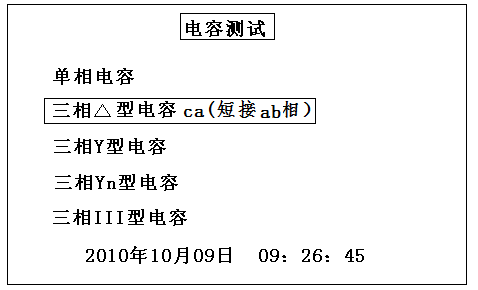 电容测试
单相电容
三相△型电容 ca(短接ab相)
三相Y型电容
三相Yn型电容
三相III型电容
2010年10月09日 09: 26: 45